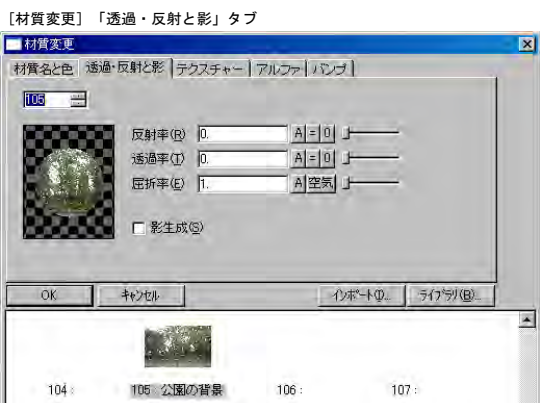 ［材質変更］「透過・反射と影」タブ
材質変更
材質名と色 透過・反射と影 テクスチャー アルファ バンプ
105
反射率(R) 0. A = 0
透過率(T) 0. A = 0
屈折率(E) 1. A 空気
影生成(S)
OK キャンセル インポート(I)... ライブラリ(B)...
104 : 105 公園の背景 106 : 107 :